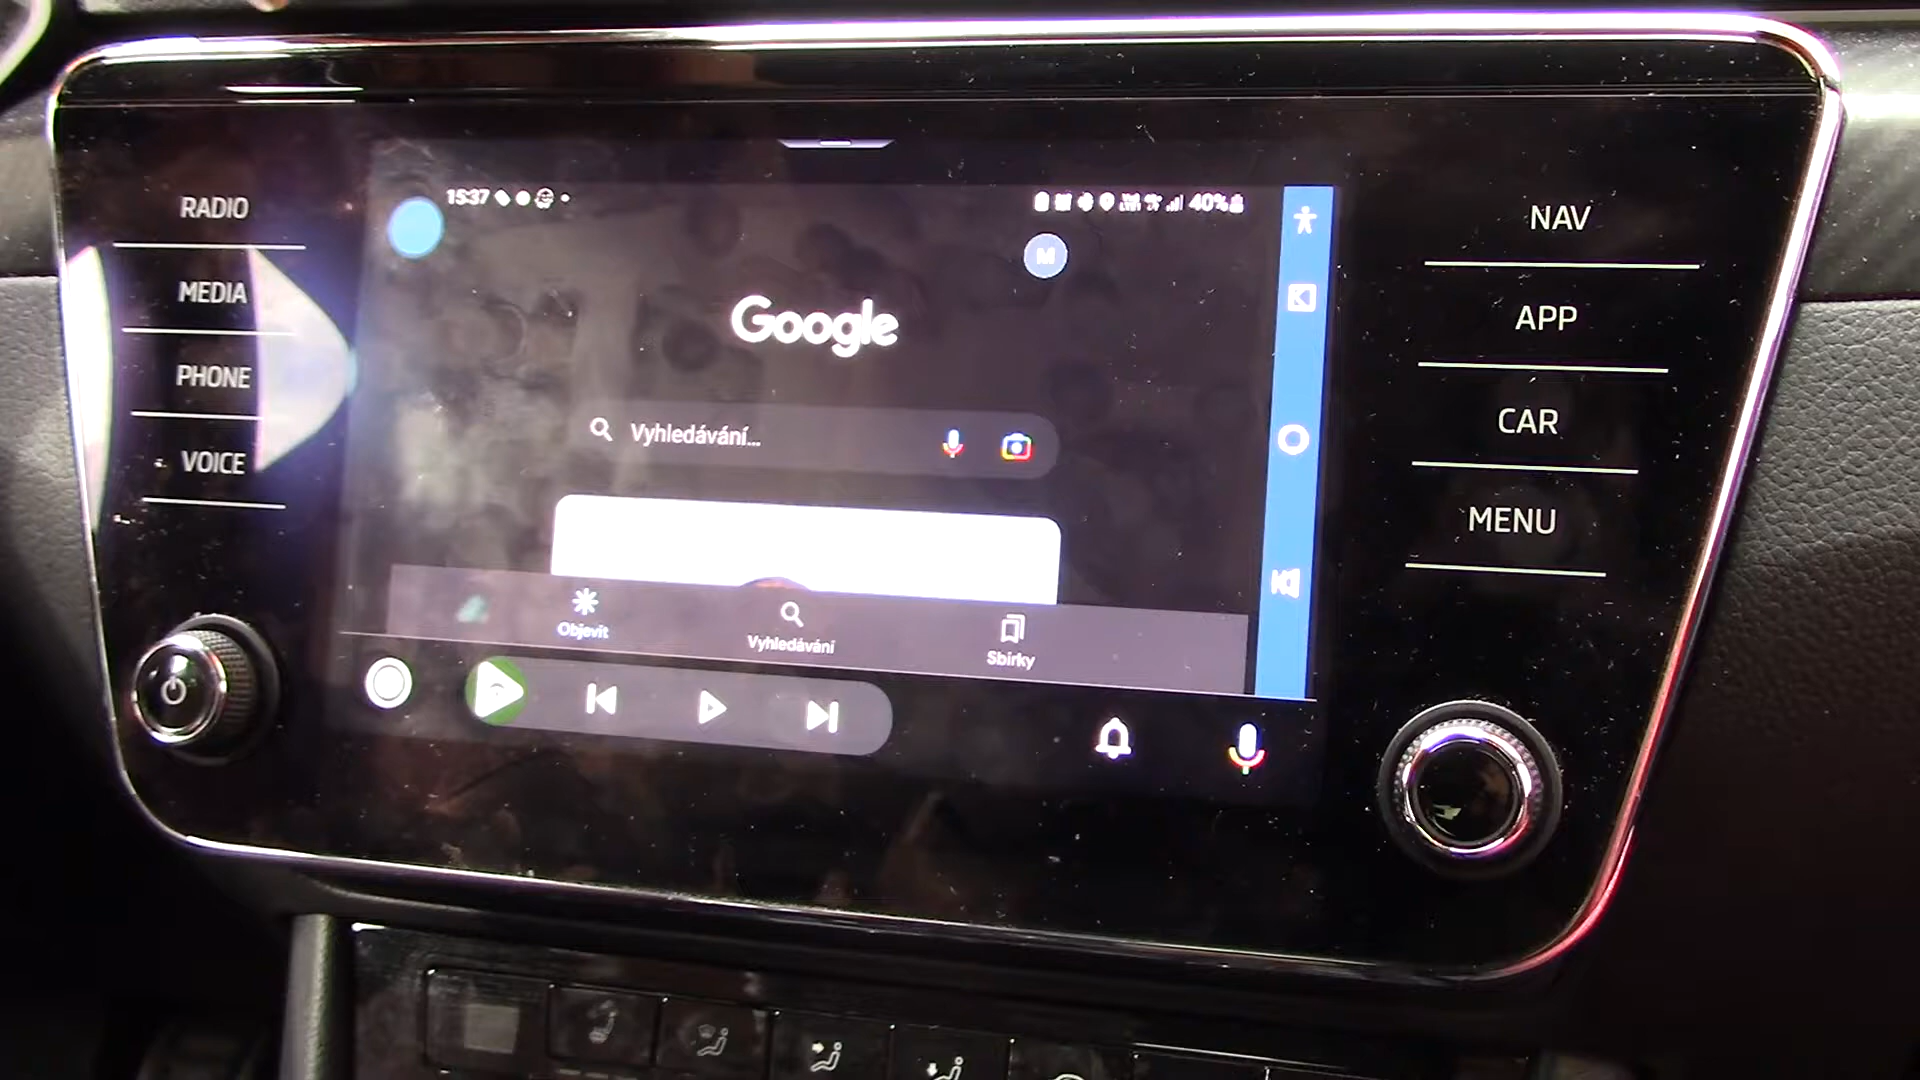 RADIO
MEDIA
PHONE
VOICE
15:37
40%
M
Google
Vyhledávání...
Objevit
Vyhledávání
Sbírky
NAV
APP
CAR
MENU